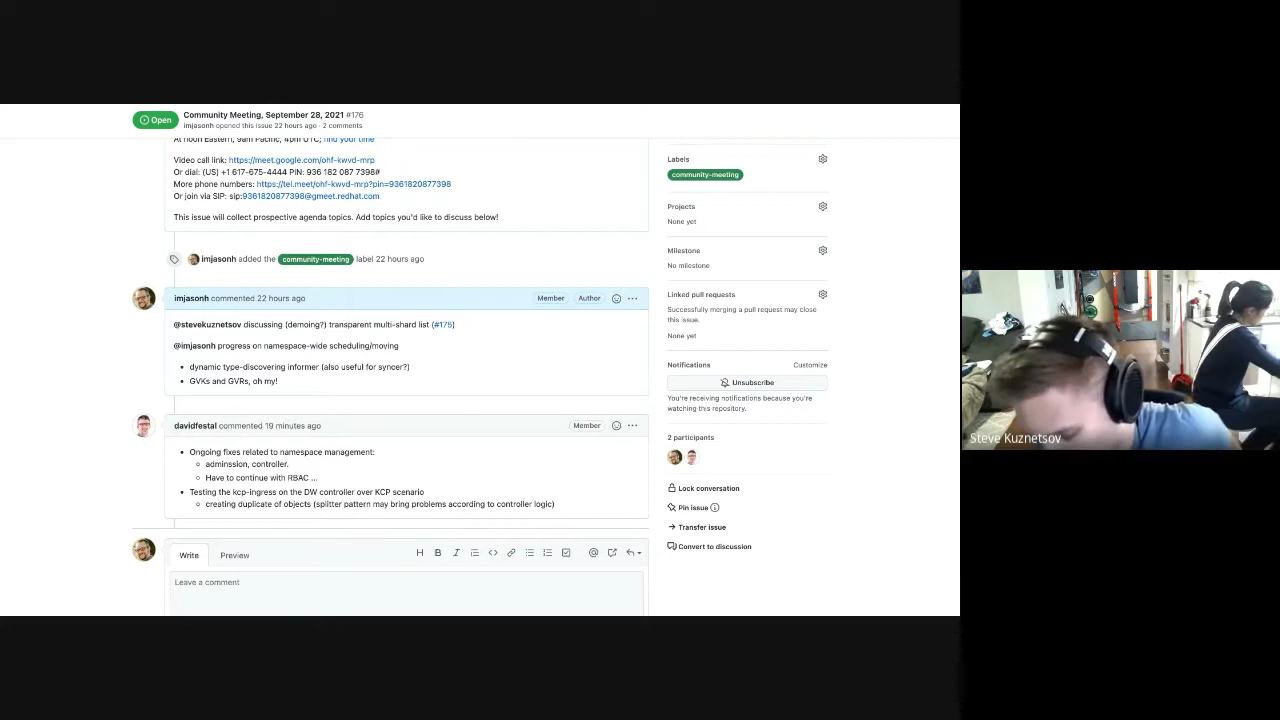 Open
Community Meeting, September 28, 2021 #176
imjasonh opened this issue 22 hours ago · 2 comments
At noon Eastern, 9am Pacific, 4pm UTC; find your time
Video call link: https://meet.google.com/ohf-kwvd-mrp
Or dial: (US) +1 617-675-4444 PIN: 936 182 087 7398#
More phone numbers: https://tel.meet/ohf-kwvd-mrp?pin=9361820877398
Or join via SIP: sip:9361820877398@gmeet.redhat.com
This issue will collect prospective agenda topics. Add topics you'd like to discuss below!
imjasonh added the community-meeting label 22 hours ago
imjasonh commented 22 hours ago
Member
Author
@stevekuznetsov discussing (demoing?) transparent multi-shard list (#175)
@imjasonh progress on namespace-wide scheduling/moving
dynamic type-discovering informer (also useful for syncer?)
GVKs and GVRs, oh my!
davidfestal commented 19 minutes ago
Member
Ongoing fixes related to namespace management:
adminssion, controller.
Have to continue with RBAC ...
Testing the kcp-ingress on the DW controller over KCP scenario
creating duplicate of objects (splitter pattern may bring problems according to controller logic)
Write
Preview
Leave a comment
Labels
community-meeting
Projects
None yet
Milestone
No milestone
Linked pull requests
Successfully merging a pull request may close
this issue.
None yet
Notifications
Customize
Unsubscribe
You're receiving notifications because you're
watching this repository.
2 participants
Lock conversation
Pin issue
Transfer issue
Convert to discussion
Steve Kuznetsov